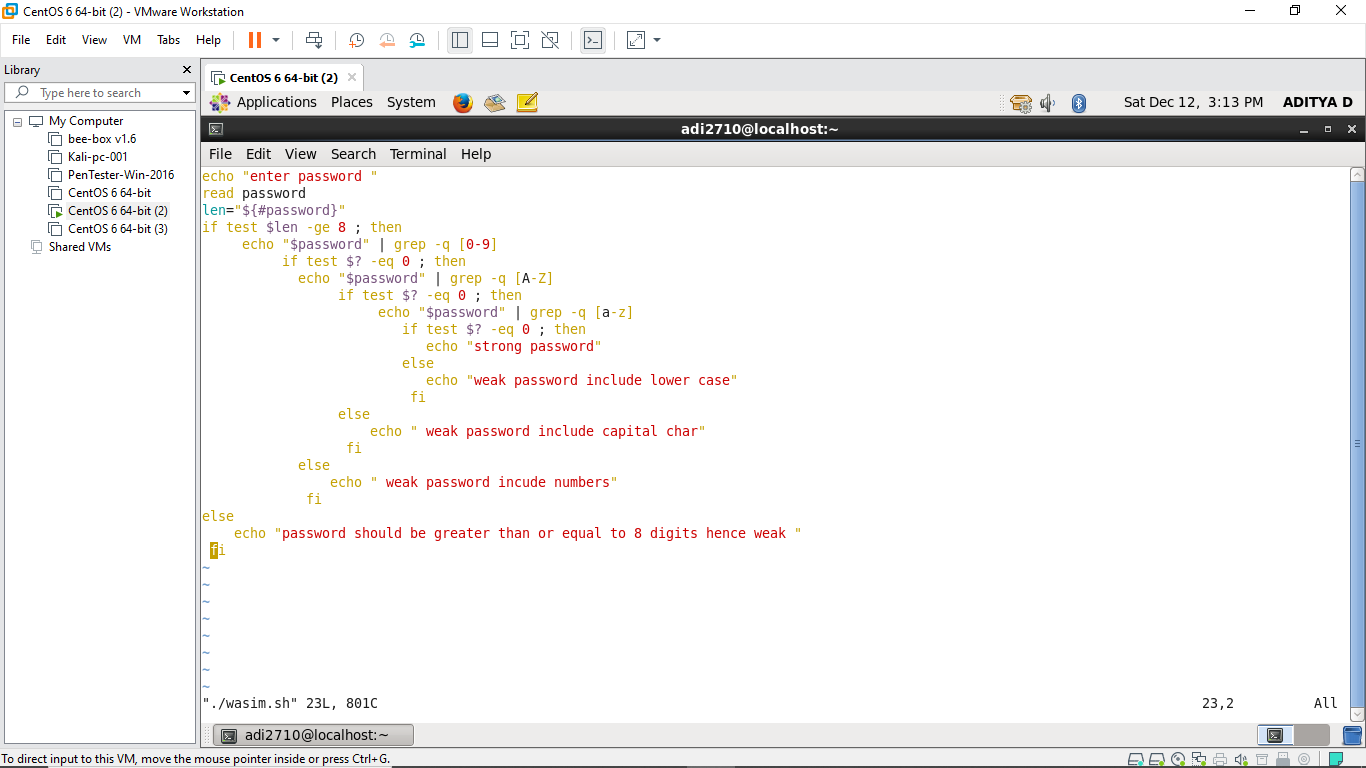 CentOS 6 64-bit (2) - VMware Workstation
File Edit View VM Tabs Help
Library
Type here to search
My Computer
bee-box v1.6
Kali-pc-001
PenTester-Win-2016
CentOS 6 64-bit
CentOS 6 64-bit (2)
CentOS 6 64-bit (3)
Shared VMs
CentOS 6 64-bit (2)
Applications Places System Sat Dec 12, 3:13 PM ADITYA D
adi2710@localhost:~
File Edit View Search Terminal Help
echo "enter password "
read password
len="${#password}"
if test $len -ge 8 ; then
     echo "$password" | grep -q [0-9]
          if test $? -eq 0 ; then
            echo "$password" | grep -q [A-Z]
                 if test $? -eq 0 ; then
                      echo "$password" | grep -q [a-z]
                         if test $? -eq 0 ; then
                            echo "strong password"
                         else
                            echo "weak password include lower case"
                          fi
                 else
                     echo " weak password include capital char"
                  fi
            else
                echo " weak password incude numbers"
             fi
else
    echo "password should be greater than or equal to 8 digits hence weak "
 fi
~
~
~
~
~
~
~
~
"./wasim.sh" 23L, 801C 23,2 All
adi2710@localhost:~
To direct input to this VM, move the mouse pointer inside or press Ctrl+G.